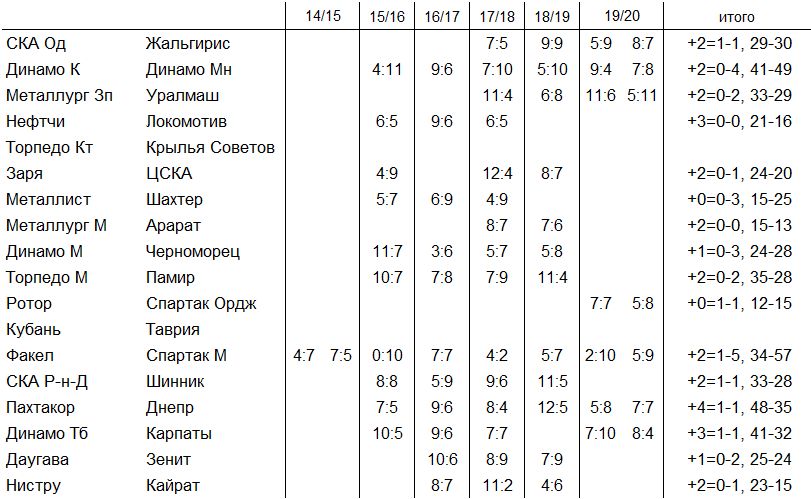 14/15 15/16 16/17 17/18 18/19 19/20 итого
СКА Од Жальгирис 7:5 9:9 5:9 8:7 +2=1-1, 29-30
Динамо К Динамо Мн 4:11 9:6 7:10 5:10 9:4 7:8 +2=0-4, 41-49
Металлург Зп Уралмаш 11:4 6:8 11:6 5:11 +2=0-2, 33-29
Нефтчи Локомотив 6:5 9:6 6:5 +3=0-0, 21-16
Торпедо Кт Крылья Советов
Заря ЦСКА 4:9 12:4 8:7 +2=0-1, 24-20
Металлист Шахтер 5:7 6:9 4:9 +0=0-3, 15-25
Металлург М Арарат 8:7 7:6 +2=0-0, 15-13
Динамо М Черноморец 11:7 3:6 5:7 5:8 +1=0-3, 24-28
Торпедо М Памир 10:7 7:8 7:9 11:4 +2=0-2, 35-28
Ротор Спартак Ордж 7:7 5:8 +0=1-1, 12-15
Кубань Таврия
Факел Спартак М 4:7 7:5 0:10 7:7 4:2 5:7 2:10 5:9 +2=1-5, 34-57
СКА Р-н-Д Шинник 8:8 5:9 9:6 11:5 +2=1-1, 33-28
Пахтакор Днепр 7:5 9:6 8:4 12:5 5:8 7:7 +4=1-1, 48-35
Динамо Тб Карпаты 10:5 9:6 7:7 7:10 8:4 +3=1-1, 41-32
Даугава Зенит 10:6 8:9 7:9 +1=0-2, 25-24
Нистру Кайрат 8:7 11:2 4:6 +2=0-1, 23-15